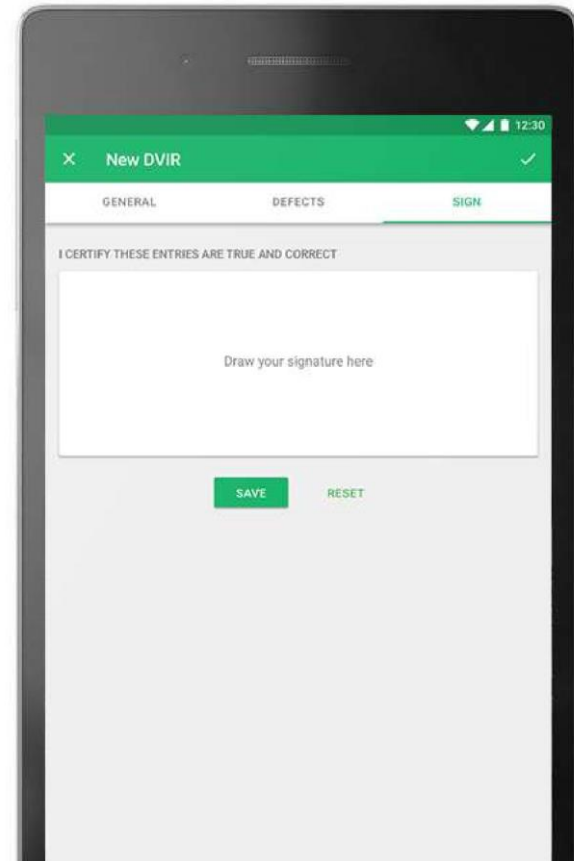 12:30
New DVIR
GENERAL DEFECTS SIGN
I CERTIFY THESE ENTRIES ARE TRUE AND CORRECT
Draw your signature here
SAVE RESET